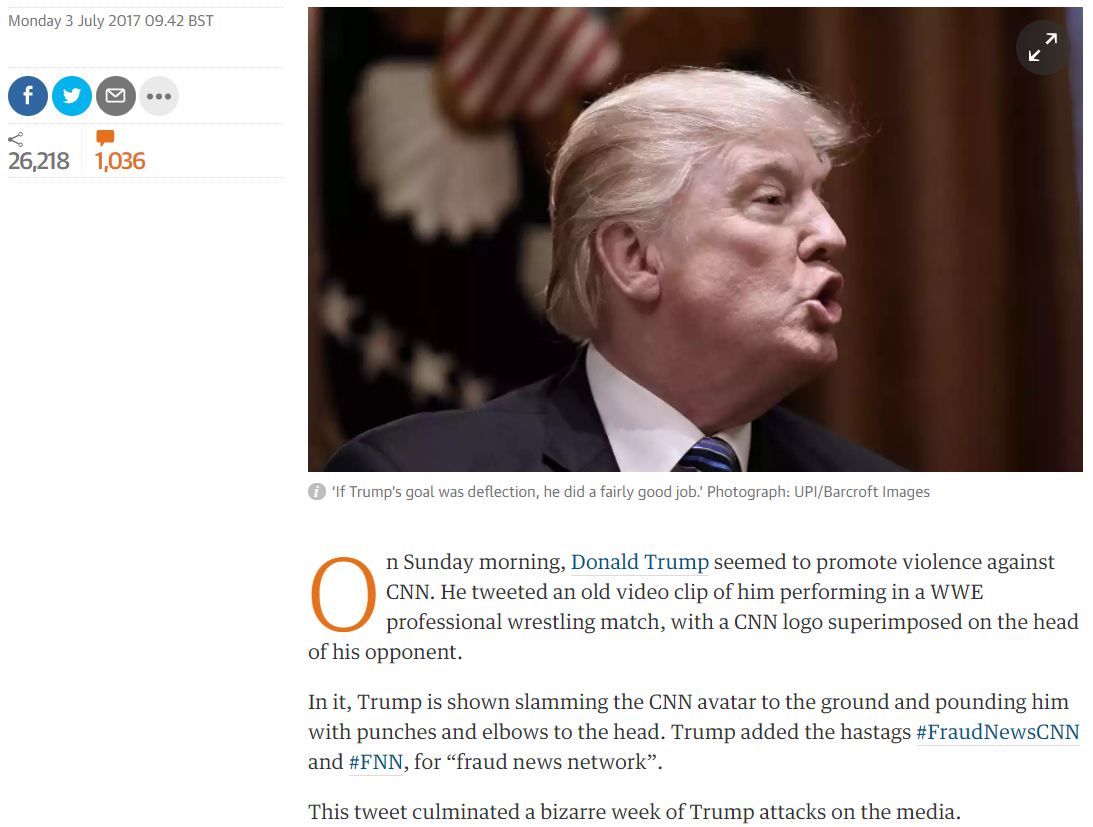 Monday 3 July 2017 09.42 BST
26,218
1,036
‘If Trump's goal was deflection, he did a fairly good job.’ Photograph: UPI/Barcroft Images
On Sunday morning, Donald Trump seemed to promote violence against
CNN. He tweeted an old video clip of him performing in a WWE
professional wrestling match, with a CNN logo superimposed on the head
of his opponent.
In it, Trump is shown slamming the CNN avatar to the ground and pounding him
with punches and elbows to the head. Trump added the hastags #FraudNewsCNN
and #FNN, for “fraud news network”.
This tweet culminated a bizarre week of Trump attacks on the media.